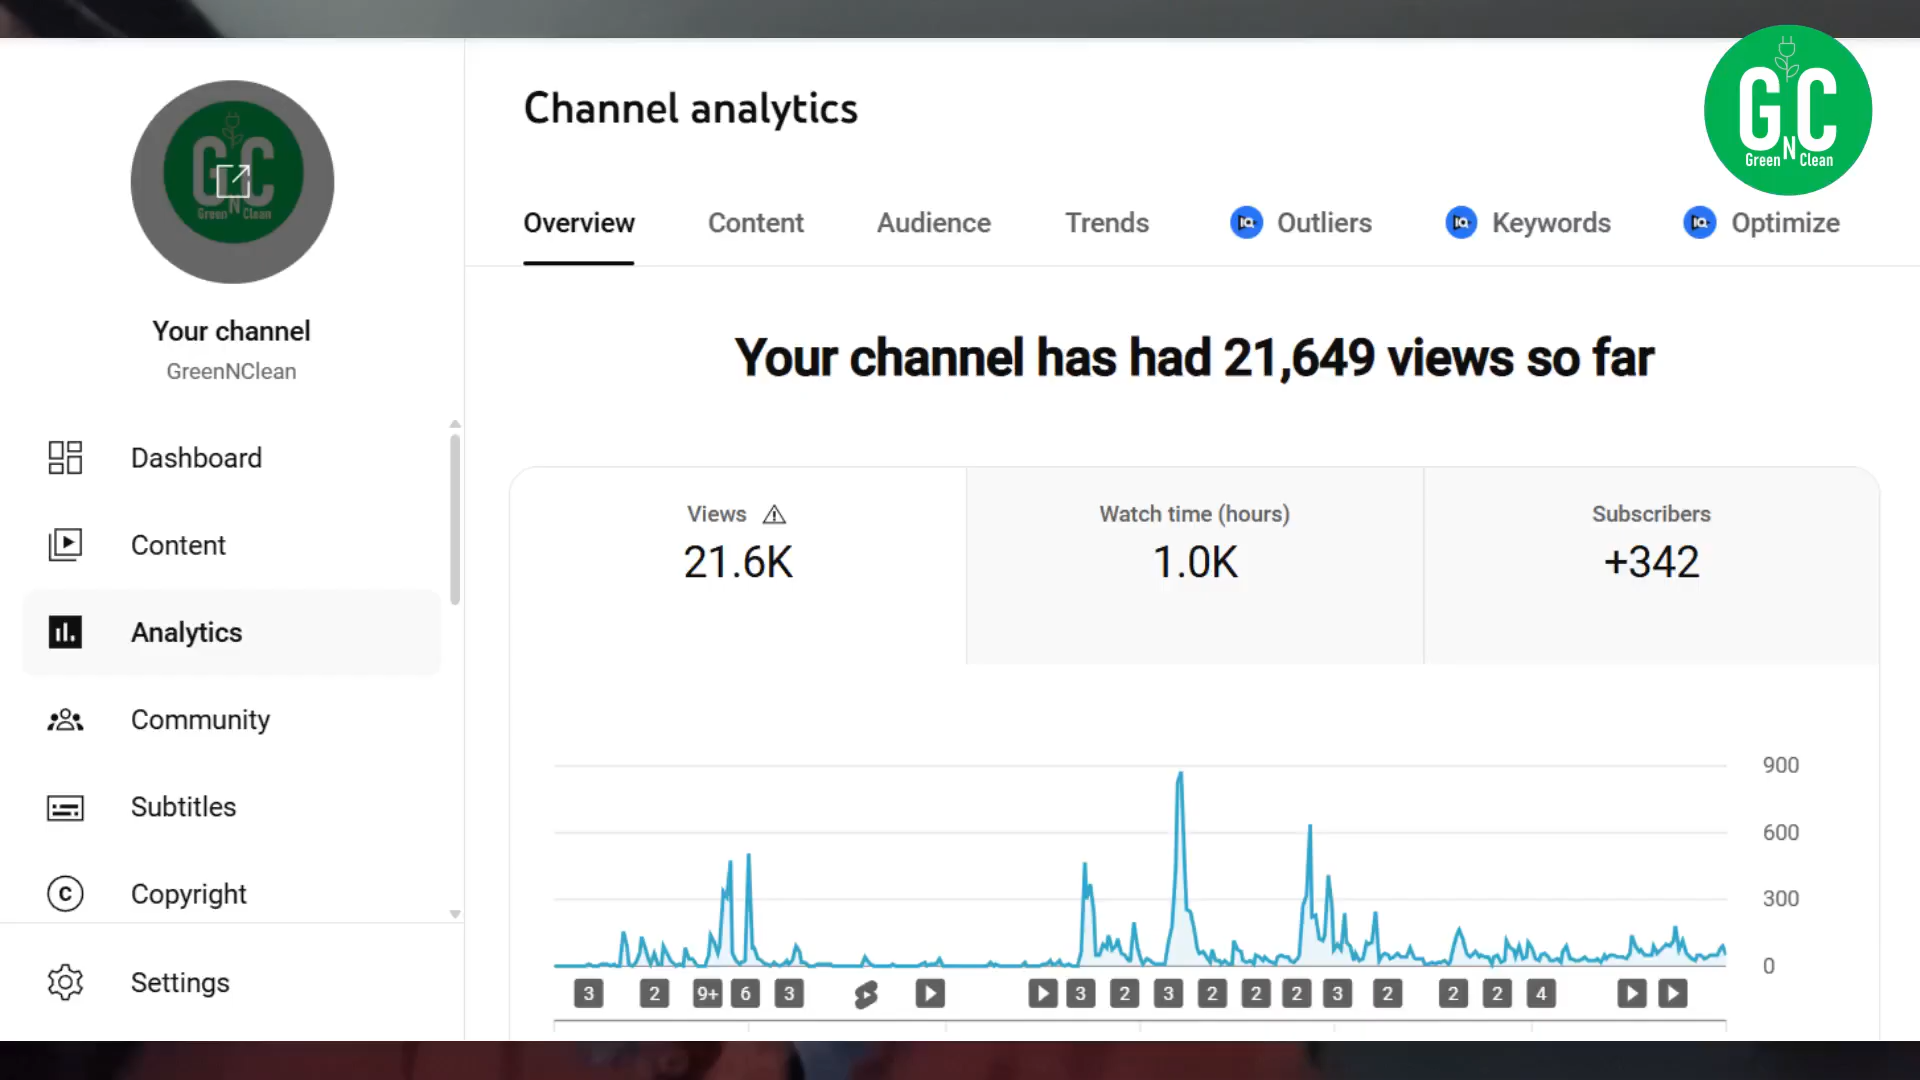 Channel analytics
GC
N
Green Clean
GC
N
Green Clean
Overview
Content
Audience
Trends
Outliers
Keywords
Optimize
Your channel
GreenNClean
Your channel has had 21,649 views so far
Dashboard
Content
Analytics
Community
Subtitles
Copyright
Settings
Views
21.6K
Watch time (hours)
1.0K
Subscribers
+342
900
600
300
0
3 2 9+ 6 3 3 2 3 2 2 2 3 2 2 2 4